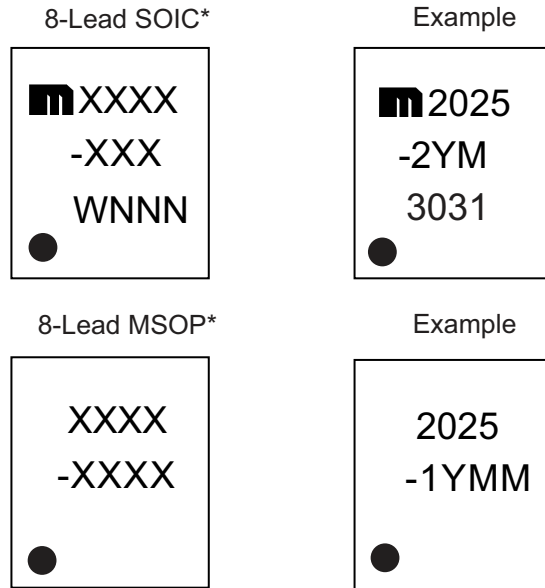 8-Lead SOIC*
Example
XXXX
-XXX
WNNN
2025
-2YM
3031
8-Lead MSOP*
Example
XXXX
-XXXX
2025
-1YMM